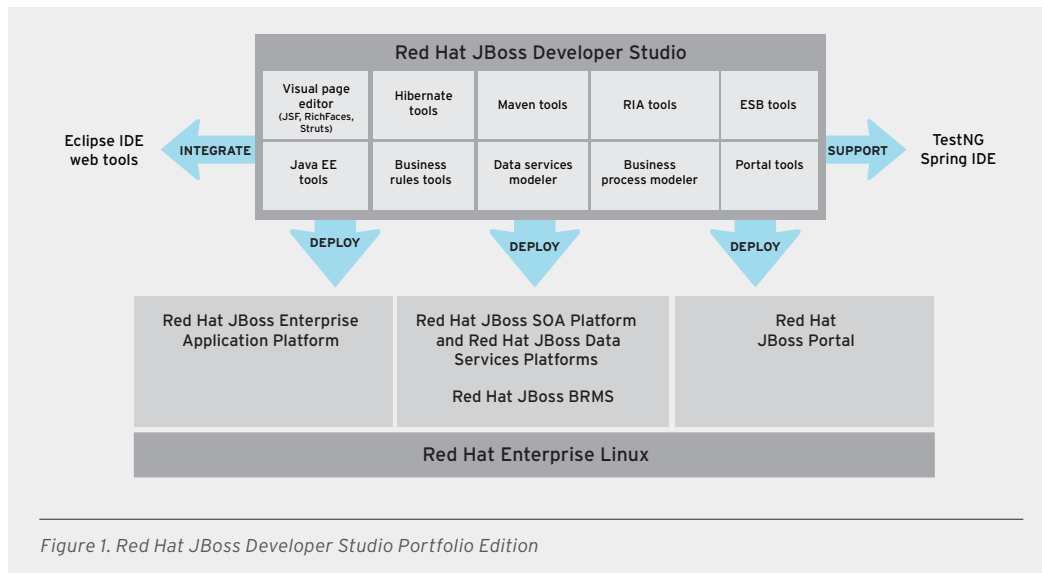 Red Hat JBoss Developer Studio
Visual page
editor
(JSF, RichFaces,
Struts)
Hibernate
tools
Maven tools
RIA tools
ESB tools
Eclipse IDE
web tools
INTEGRATE
Java EE
tools
Business
rules tools
Data services
modeler
Business
process modeler
Portal tools
SUPPORT
TestNG
Spring IDE
DEPLOY
DEPLOY
DEPLOY
Red Hat JBoss Enterprise
Application Platform
Red Hat JBoss SOA Platform
and Red Hat JBoss Data
Services Platforms
Red Hat JBoss BRMS
Red Hat
JBoss Portal
Red Hat Enterprise Linux
Figure 1. Red Hat JBoss Developer Studio Portfolio Edition